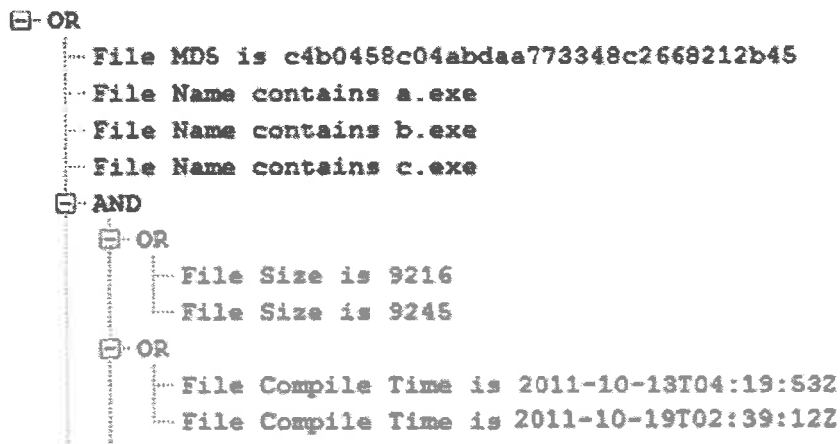 OR
File MD5 is c4b0458c04abdaa773348c2668212b45
File Name contains a.exe
File Name contains b.exe
File Name contains c.exe
AND
OR
File Size is 9216
File Size is 9245
OR
File Compile Time is 2011-10-13T04:19:53Z
File Compile Time is 2011-10-19T02:39:12Z